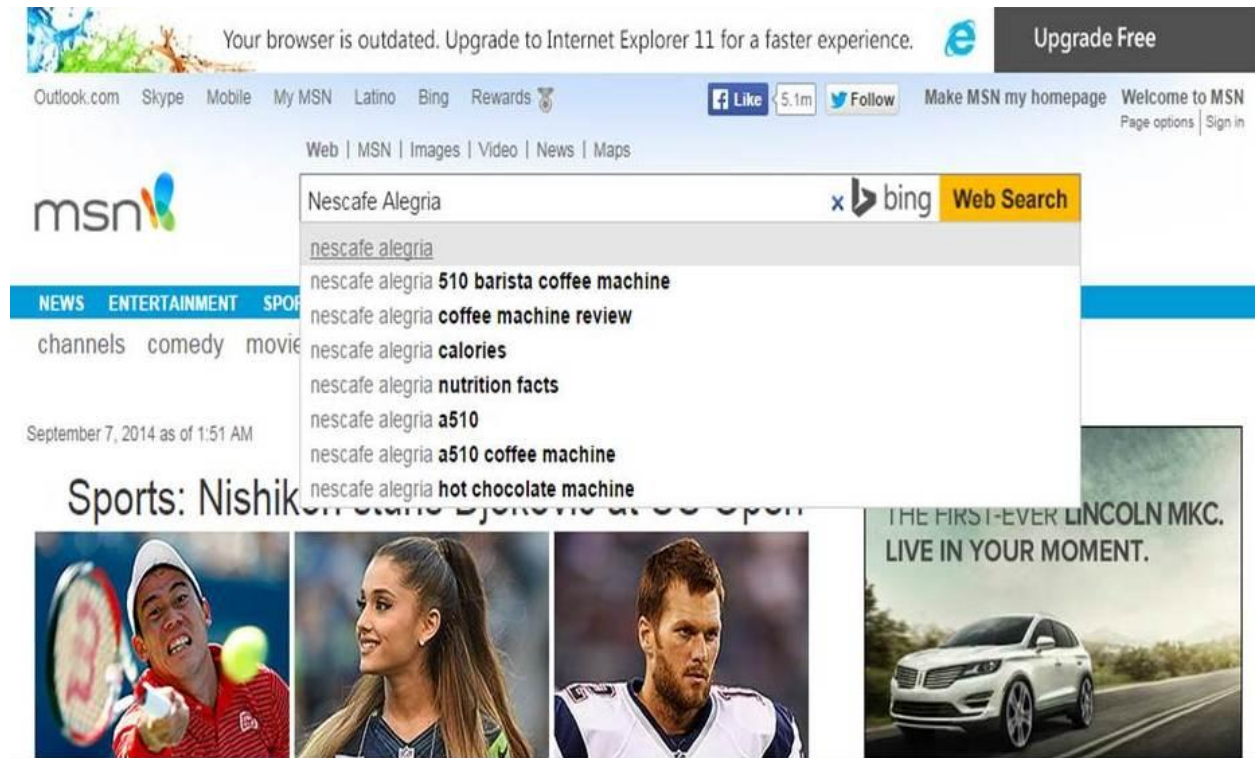 Your browser is outdated. Upgrade to Internet Explorer 11 for a faster experience. Upgrade Free
Outlook.com Skype Mobile My MSN Latino Bing Rewards Like 5.1m Follow Make MSN my homepage Welcome to MSN
Page options | Sign in
Web | MSN | Images | Video | News | Maps
msn Nescafe Alegria x bing Web Search
nescafe alegria
nescafe alegria 510 barista coffee machine
NEWS ENTERTAINMENT
nescafe alegria coffee machine review
channels comedy
nescafe alegria calories
nescafe alegria nutrition facts
nescafe alegria a510
September 7, 2014 as of 1:51 AM
nescafe alegria a510 coffee machine
nescafe alegria hot chocolate machine
Sports: Djokovic at US Open
THE FIRST-EVER LINCOLN MKC.
LIVE IN YOUR MOMENT.